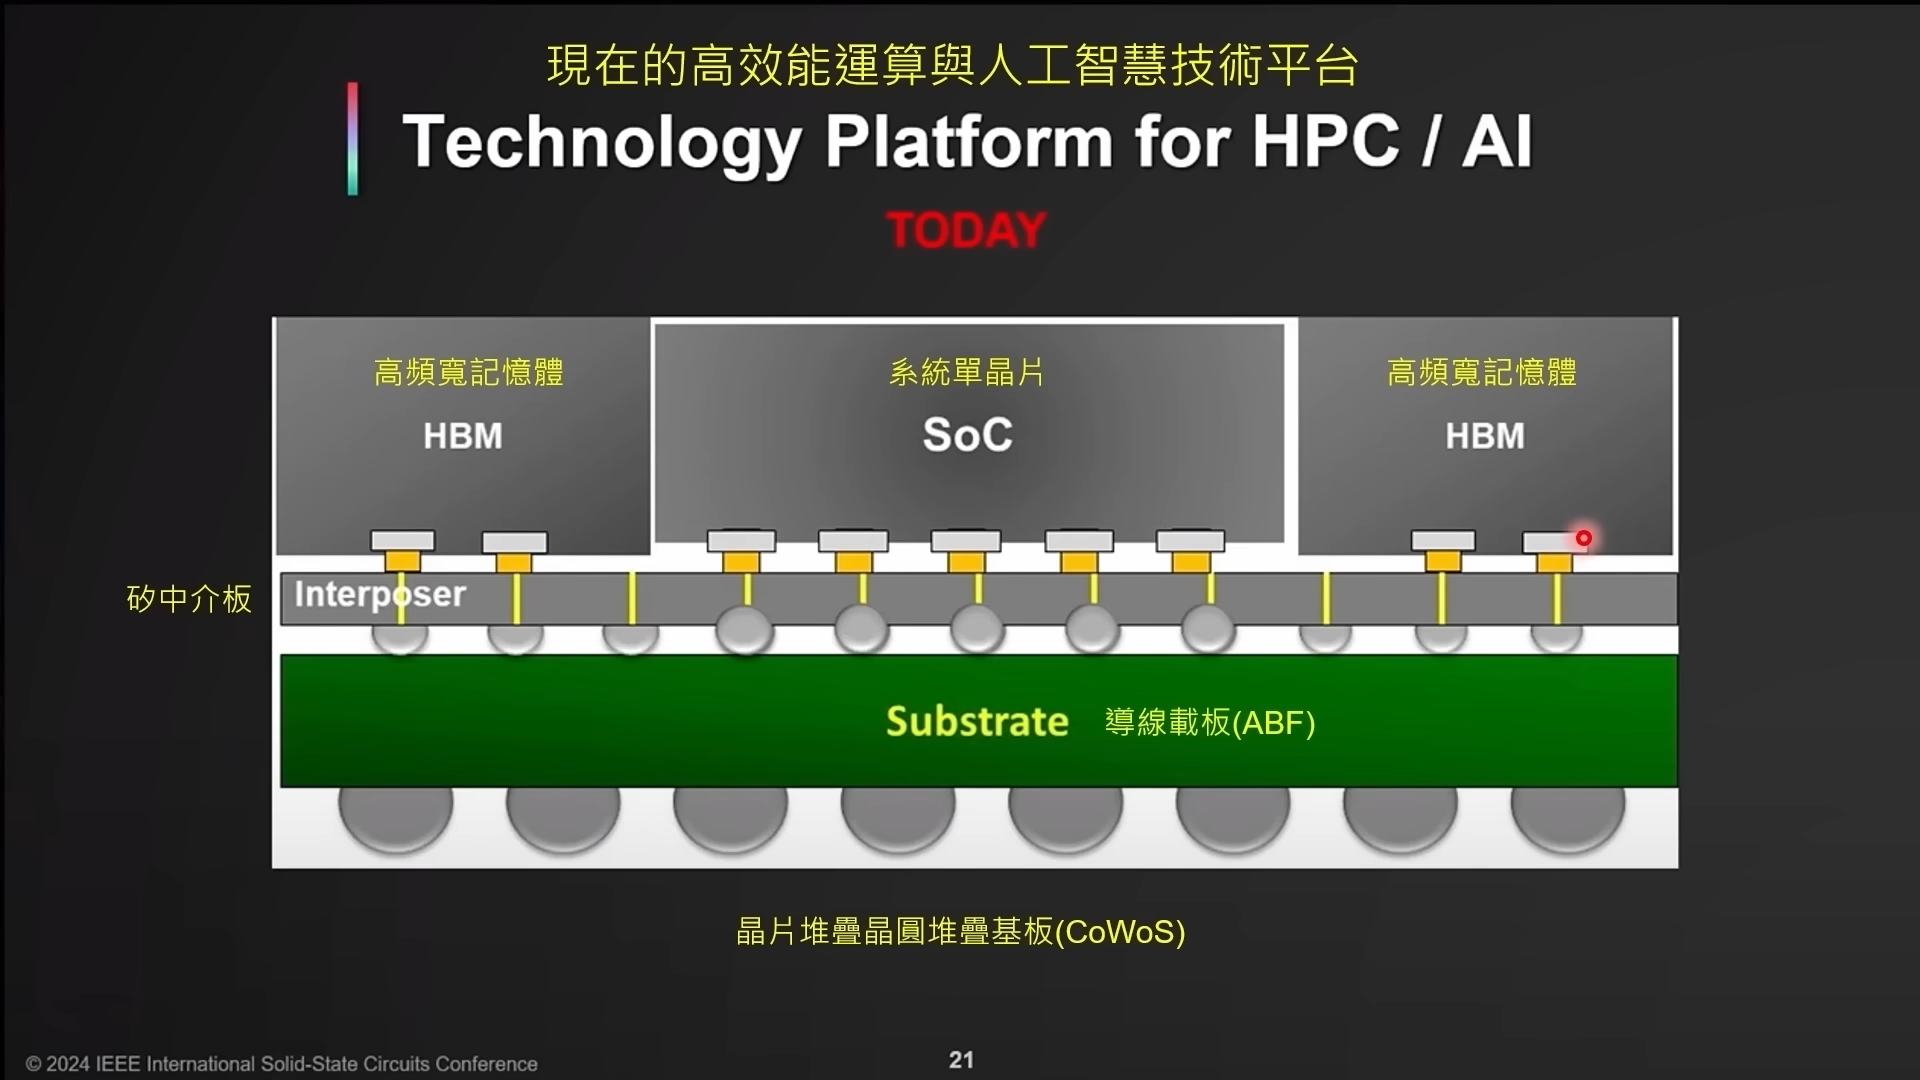 現在的高效能運算與人工智慧技術平台
Technology Platform for HPC / AI
TODAY
高頻寬記憶體
HBM
系統單晶片
SoC
高頻寬記憶體
HBM
矽中介板
Interposer
Substrate 導線載板(ABF)
晶片堆疊晶圓堆疊基板(CoWoS)
© 2024 IEEE International Solid-State Circuits Conference
21